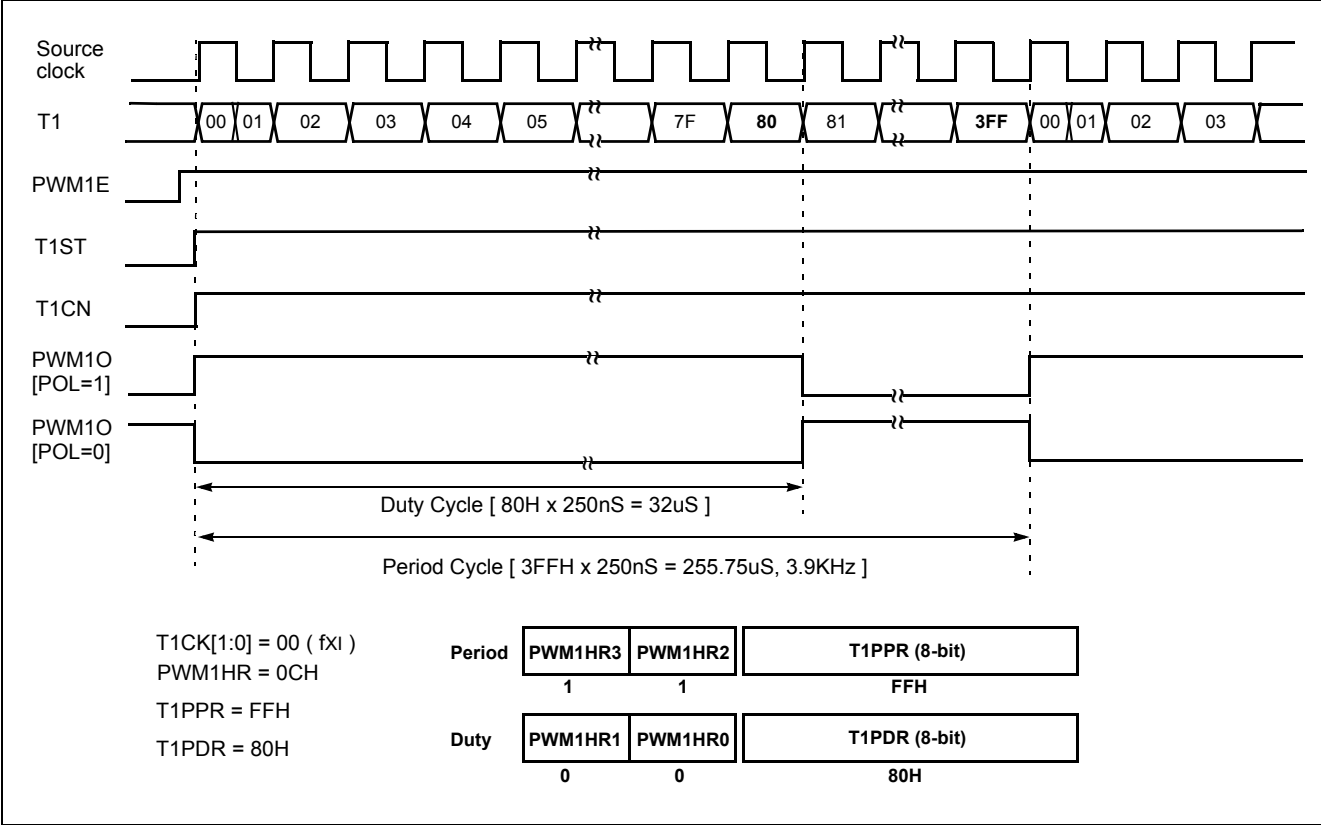 Source
clock
T1 00 01 02 03 04 05 7F 80 81 3FF 00 01 02 03
PWM1E
T1ST
T1CN
PWM1O
[POL=1]
PWM1O
[POL=0]
Duty Cycle [ 80H x 250nS = 32uS ]
Period Cycle [ 3FFH x 250nS = 255.75uS, 3.9KHz ]
T1CK[1:0] = 00 ( fXI )
PWM1HR = 0CH
T1PPR = FFH
T1PDR = 80H
Period PWM1HR3 PWM1HR2 T1PPR (8-bit)
1 1 FFH
Duty PWM1HR1 PWM1HR0 T1PDR (8-bit)
0 0 80H